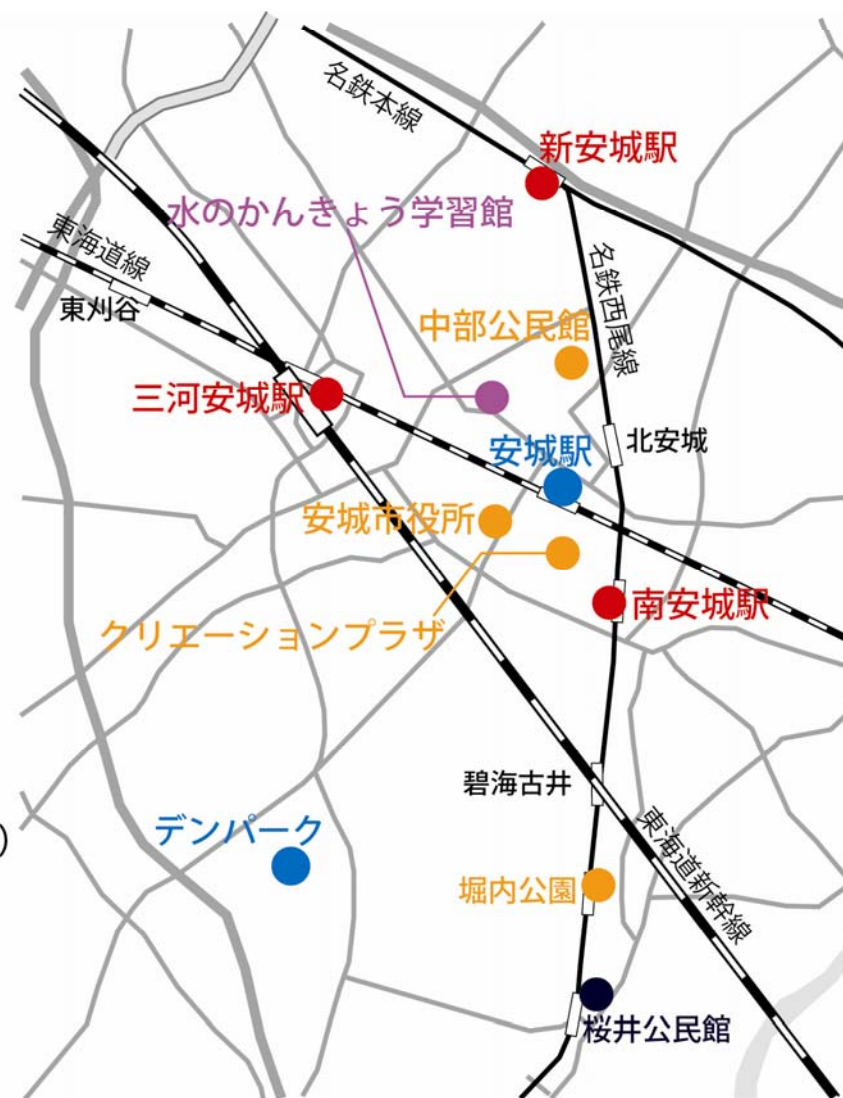 名鉄本線
新安城駅
水のかんきょう学習館
東海道線
名鉄西尾線
東刈谷
中部公民館
三河安城駅
北安城
安城駅
安城市役所
南安城駅
クリエーションプラザ
碧海古井
デンパーク
東海道新幹線
)
堀内公園
桜井公民館